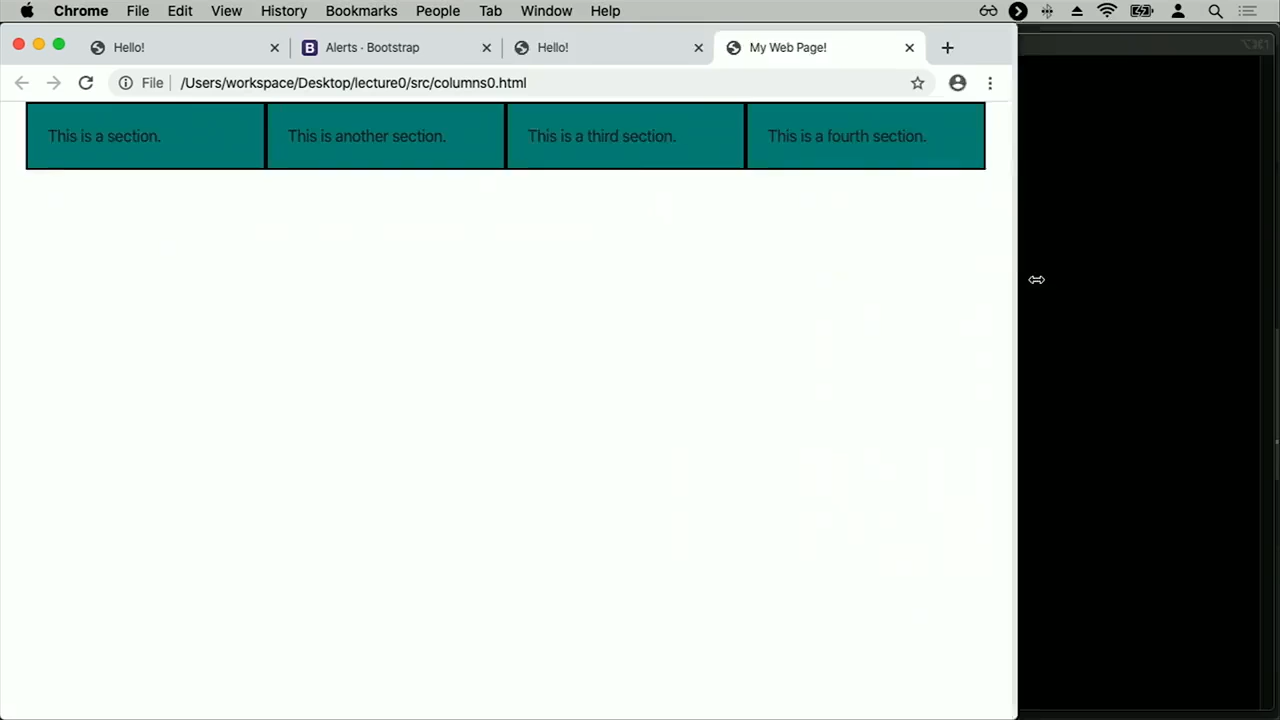 Chrome File Edit View History Bookmarks People Tab Window Help
Hello! Alerts · Bootstrap Hello! My Web Page!
File /Users/workspace/Desktop/lecture0/src/columns0.html
This is a section. This is another section. This is a third section. This is a fourth section.